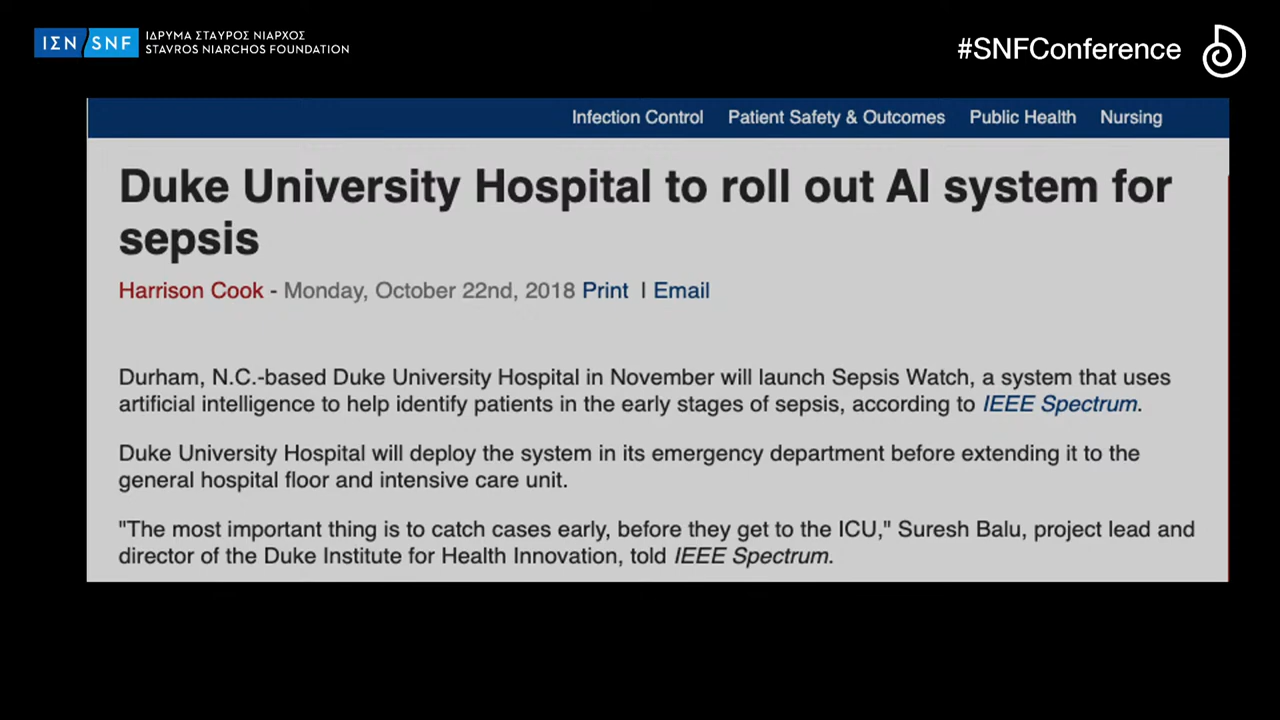 ΙΣΝ SNF ΙΔΡΥΜΑ ΣΤΑΥΡΟΣ ΝΙΑΡΧΟΣ
STAVROS NIARCHOS FOUNDATION
#SNFConference
Infection Control Patient Safety & Outcomes Public Health Nursing
Duke University Hospital to roll out AI system for
sepsis
Harrison Cook - Monday, October 22nd, 2018 Print | Email
Durham, N.C.-based Duke University Hospital in November will launch Sepsis Watch, a system that uses
artificial intelligence to help identify patients in the early stages of sepsis, according to IEEE Spectrum.
Duke University Hospital will deploy the system in its emergency department before extending it to the
general hospital floor and intensive care unit.
"The most important thing is to catch cases early, before they get to the ICU," Suresh Balu, project lead and
director of the Duke Institute for Health Innovation, told IEEE Spectrum.